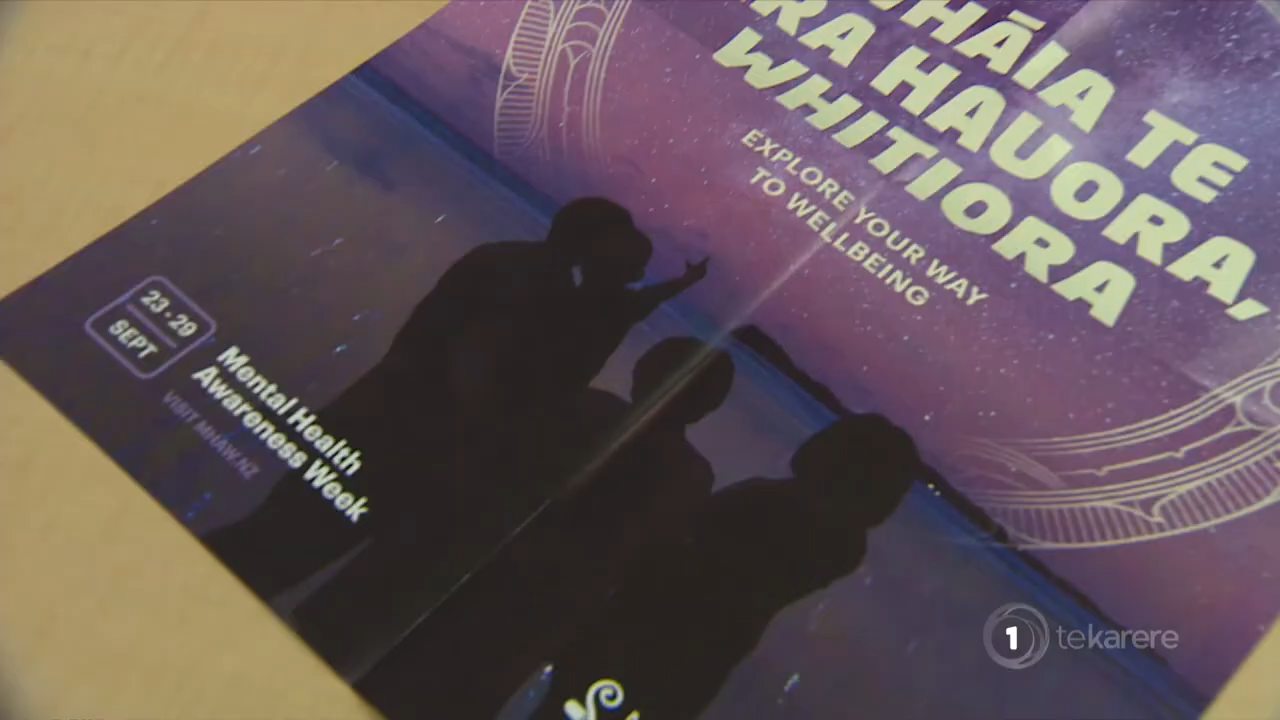 HĀIA TE
RA HAUORA,
WHITIORA
EXPLORE YOUR WAY
TO WELLBEING
23 - 29
SEPT
Mental Health
Awareness Week
VISIT MHAW.NZ
1 tekarere